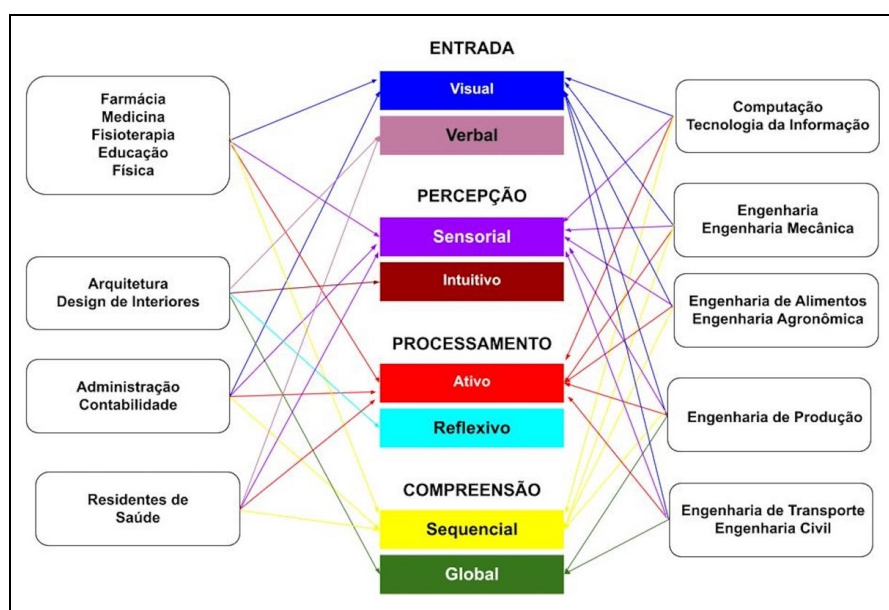 ENTRADA
Visual
Verbal
PERCEPÇÃO
Sensorial
Intuitivo
PROCESSAMENTO
Ativo
Reflexivo
COMPREENSÃO
Sequencial
Global
Farmácia
Medicina
Fisioterapia
Educação
Física
Arquitetura
Design de Interiores
Administração
Contabilidade
Residentes de
Saúde
Computação
Tecnologia da Informação
Engenharia
Engenharia Mecânica
Engenharia de Alimentos
Engenharia Agronômica
Engenharia de Produção
Engenharia de Transporte
Engenharia Civil